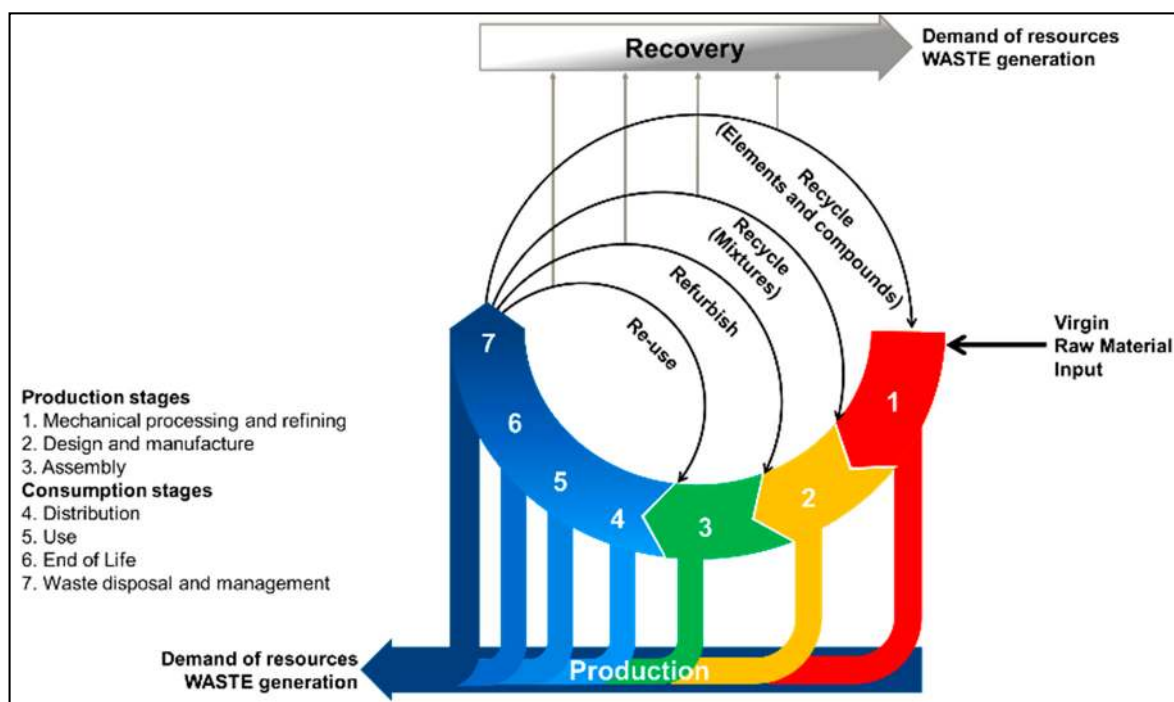 Recovery
Demand of resources
WASTE generation
Recycle
(Elements and compounds)
Recycle
(Mixtures)
Refurbish
Re-use
Virgin
Raw Material
Input
7
6
5
4
3
2
1
Production stages
1. Mechanical processing and refining
2. Design and manufacture
3. Assembly
Consumption stages
4. Distribution
5. Use
6. End of Life
7. Waste disposal and management
Demand of resources
WASTE generation
Production